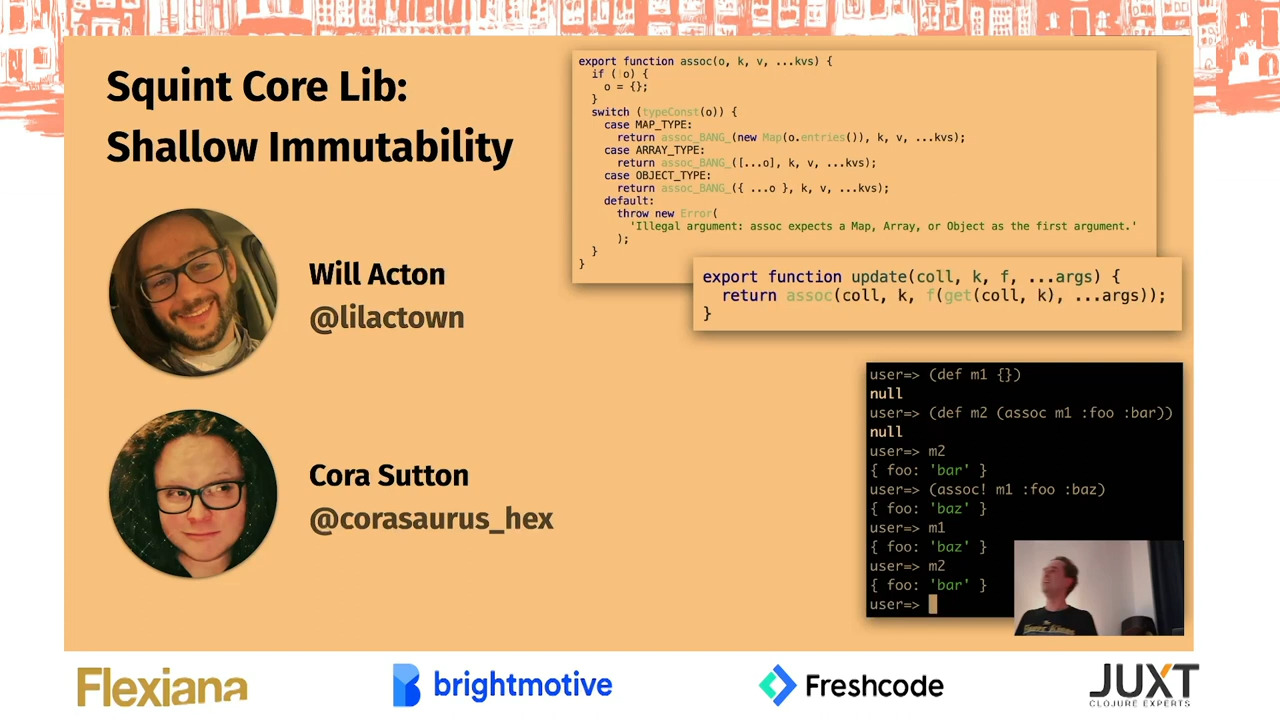 Squint Core Lib:
Shallow Immutability
Will Acton
@lilactown
Cora Sutton
@corasaurus_hex
export function assoc(o, k, v, ...kvs) {
if (!o) {
o = {};
}
switch (typeConst(o)) {
case MAP_TYPE:
return assoc_BANG_(new Map(o.entries()), k, v, ...kvs);
case ARRAY_TYPE:
return assoc_BANG_([...o], k, v, ...kvs);
case OBJECT_TYPE:
return assoc_BANG_({ ...o }, k, v, ...kvs);
default:
throw new Error(
'Illegal argument: assoc expects a Map, Array, or Object as the first argument.'
);
}
}
export function update(coll, k, f, ...args) {
return assoc(coll, k, f(get(coll, k), ...args));
}
user=> (def m1 {})
null
user=> (def m2 (assoc m1 :foo :bar))
null
user=> m2
{ foo: 'bar' }
user=> (assoc! m1 :foo :baz)
{ foo: 'baz' }
user=> m1
{ foo: 'baz' }
user=> m2
{ foo: 'bar' }
user=>
Flexiana
brightmotive
Freshcode
JUXT
CLOJURE EXPERTS